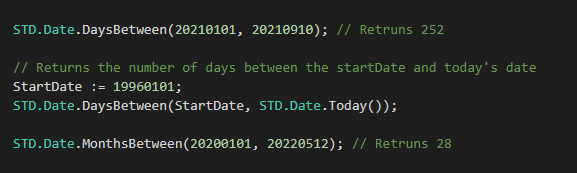 STD.Date.DaysBetween(20210101, 20210910); // Retruns 252
// Returns the number of days between the startDate and today's date
StartDate := 19960101;
STD.Date.DaysBetween(StartDate, STD.Date.Today());
STD.Date.MonthsBetween(20200101, 20220512); // Retruns 28